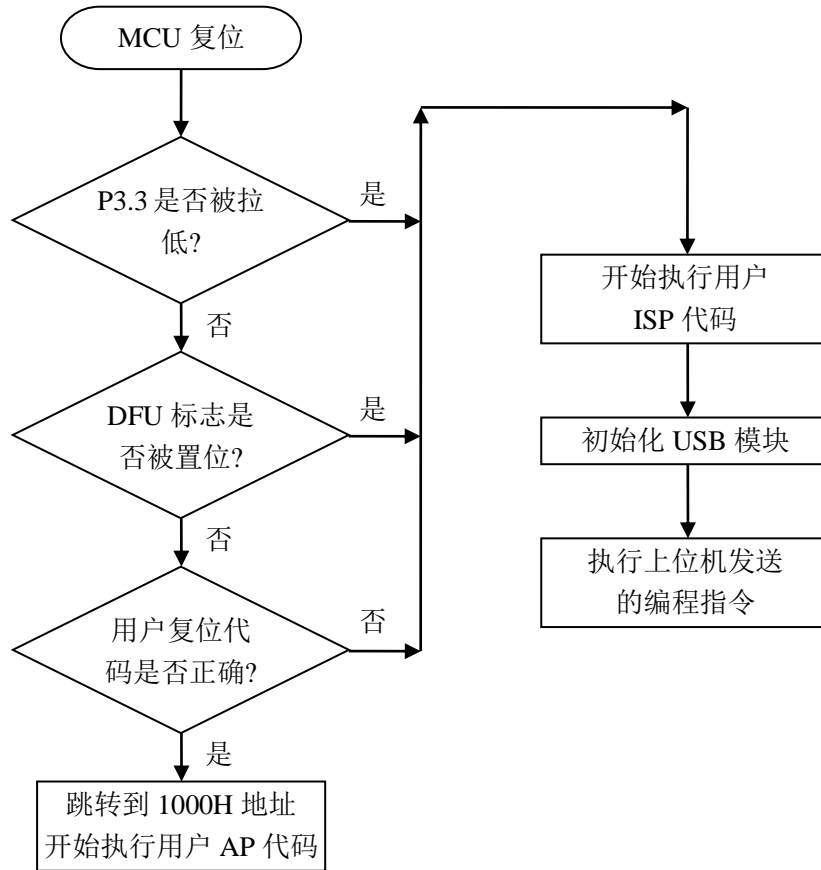 MCU 复位
P3.3 是否被拉
低?
是
否
DFU 标志是
否被置位?
是
否
用户复位代
码是否正确?
否
是
跳转到 1000H 地址
开始执行用户 AP 代码
开始执行用户
ISP 代码
初始化 USB 模块
执行上位机发送
的编程指令